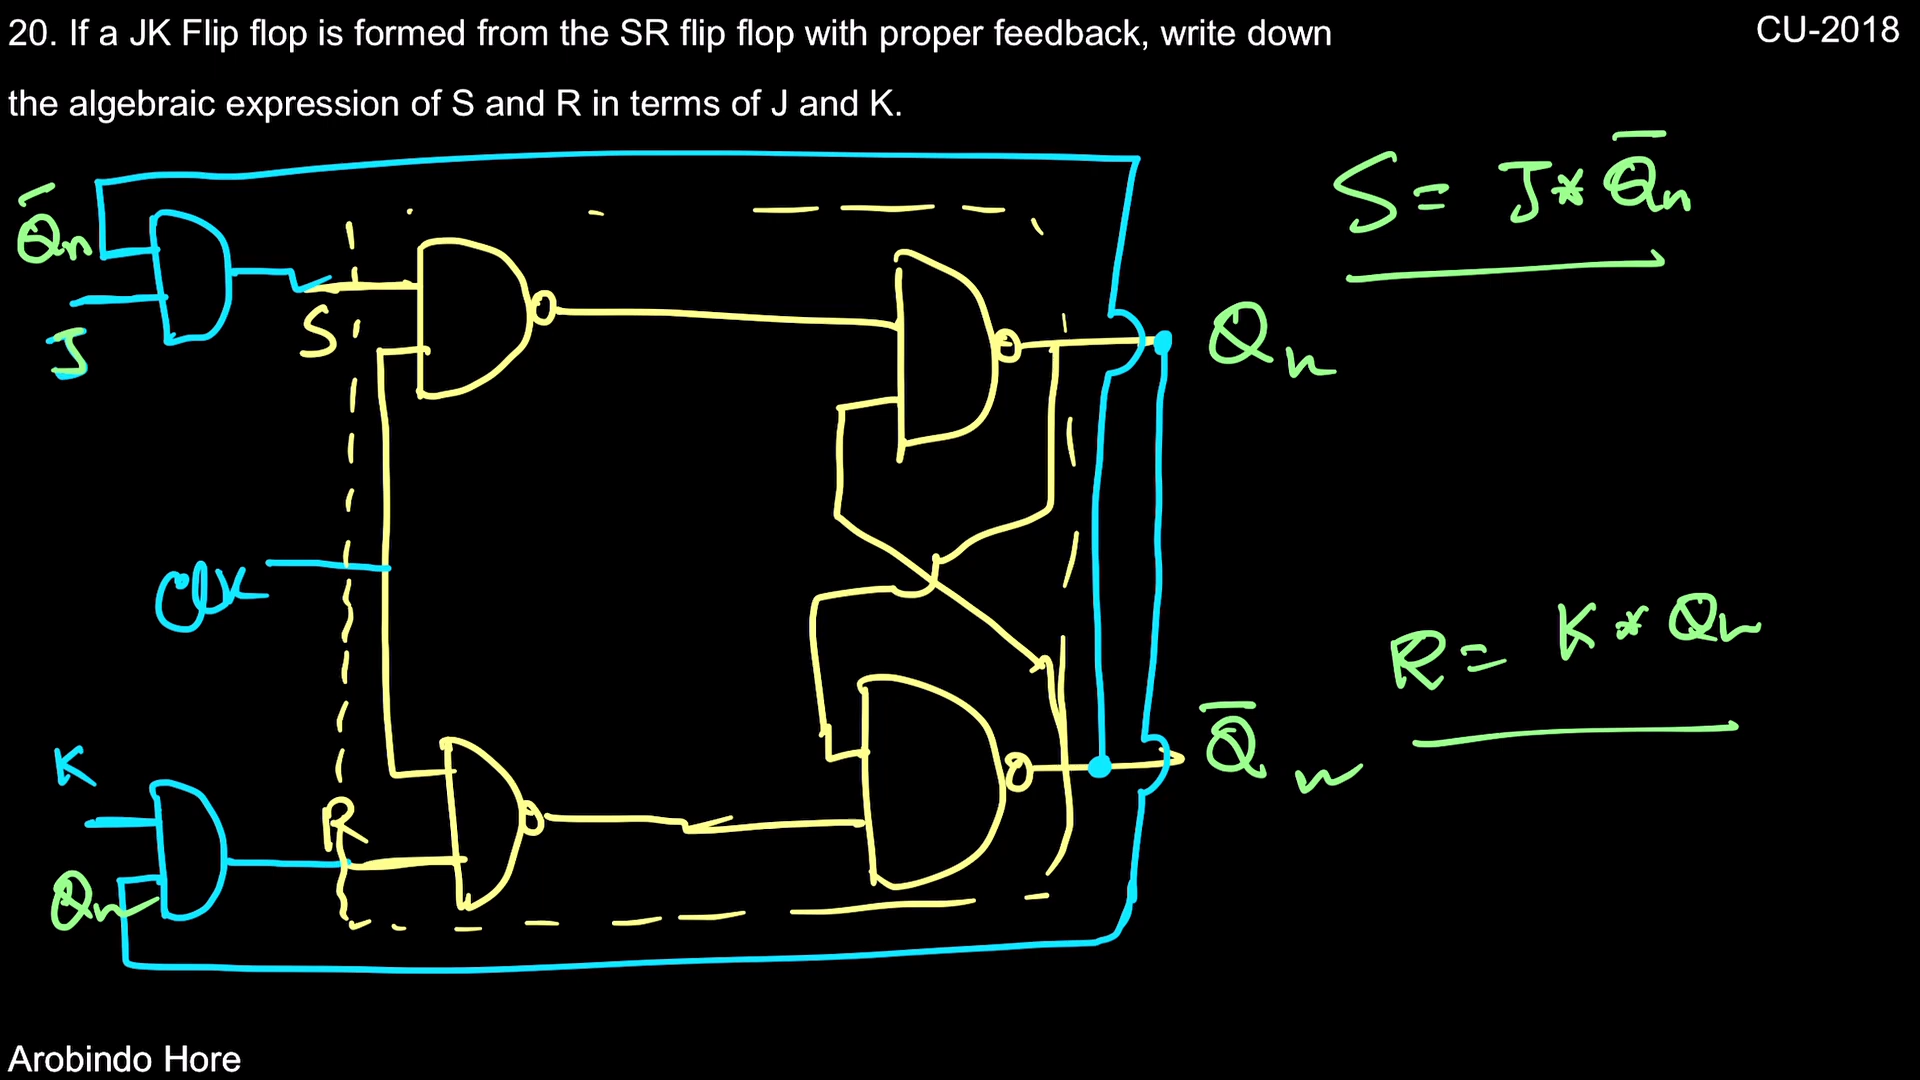 20. If a JK Flip flop is formed from the SR flip flop with proper feedback, write down
CU-2018
the algebraic expression of S and R in terms of J and K.
S = J * Q̅n
Q̅n
J
S
Qn
Clk
R = K * Qn
K
Q̅n
R
Qn
Arobindo Hore